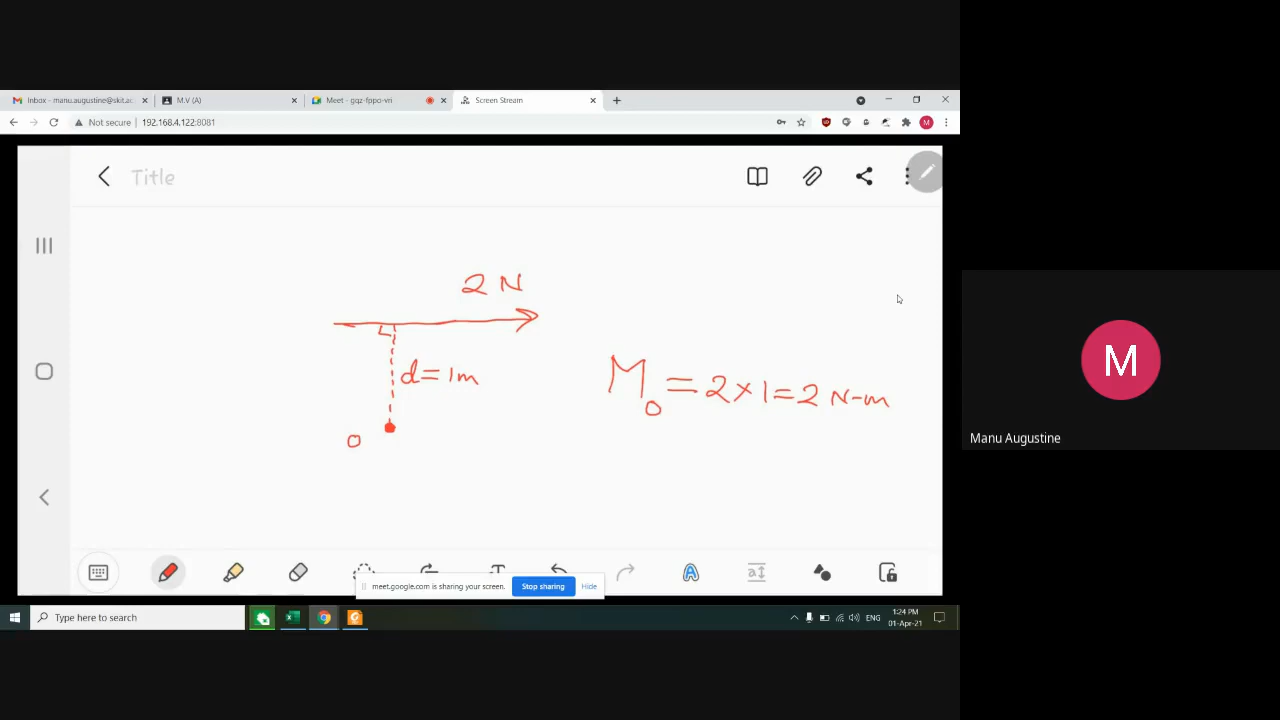 Inbox - manu.augustine@skit.ac.
M.V (A)
Meet - gqz-fppo-vri
Screen Stream
Not secure
192.168.4.122:8081
M
Title
2 N
d = 1m
M₀ = 2 × 1 = 2 N-m
O
M
Manu Augustine
T
A
aI
meet.google.com is sharing your screen.
Stop sharing
Hide
Type here to search
ENG
1:24 PM
01-Apr-21